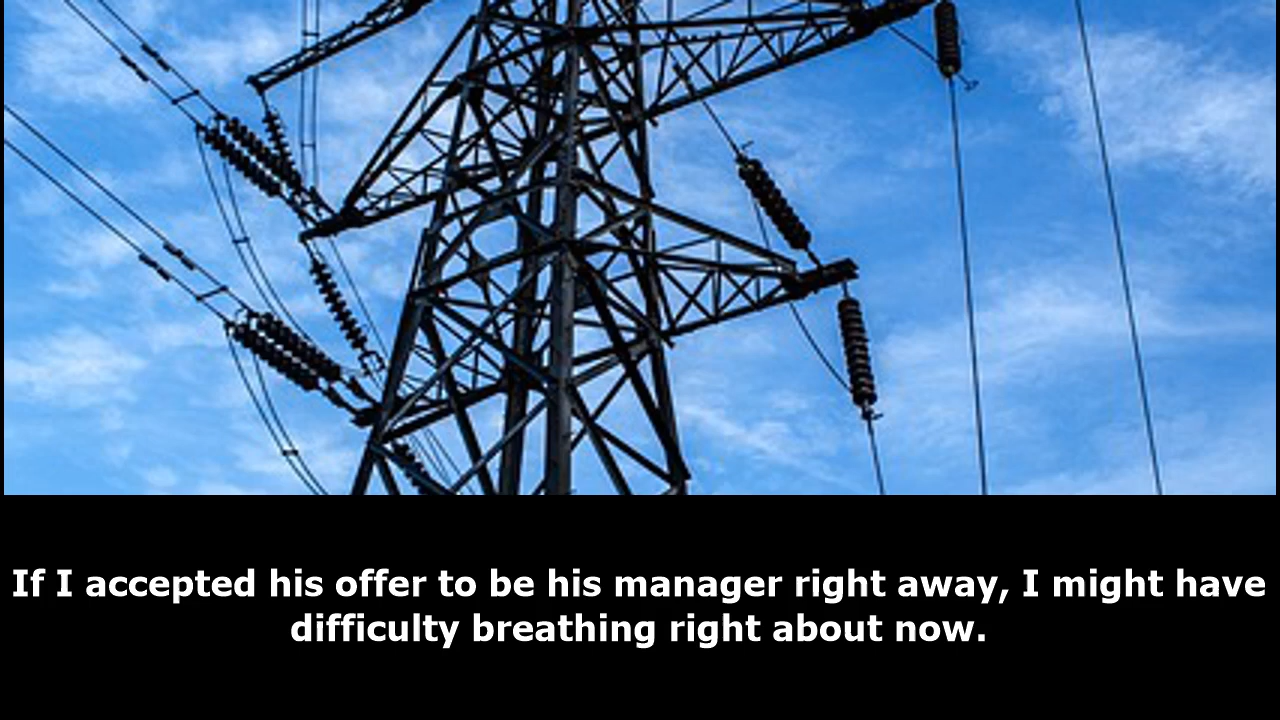 If I accepted his offer to be his manager right away, I might have
difficulty breathing right about now.